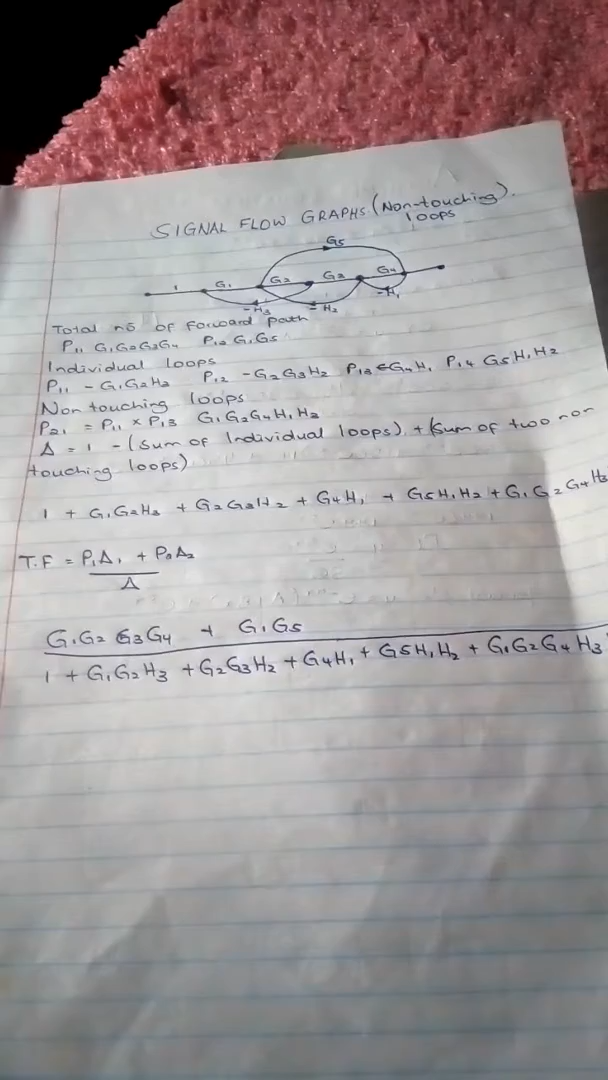 SIGNAL FLOW GRAPHS (Non-touching)
loops
G5
1 G1 G2 G3 G4
-H3 -H2 -H1
Total no of Forward path
P11 G1G2G3G4 P12 G1G5
Individual loops
P11 - G1G2H3 P12 -G2G3H2 P13 G4H1 P14 G5H1H2
Non touching loops
P21 = P11 x P13 G1G2G4H1H3
Δ = 1 - (Sum of Individual loops) + (Sum of two non
touching loops)
1 + G1G2H3 + G2G3H2 + G4H1 + G5H1H2 + G1G2G4H3
T.F = P1Δ1 + P2Δ2
Δ
G1G2G3G4 + G1G5
1 + G1G2H3 + G2G3H2 + G4H1 + G5H1H2 + G1G2G4H3